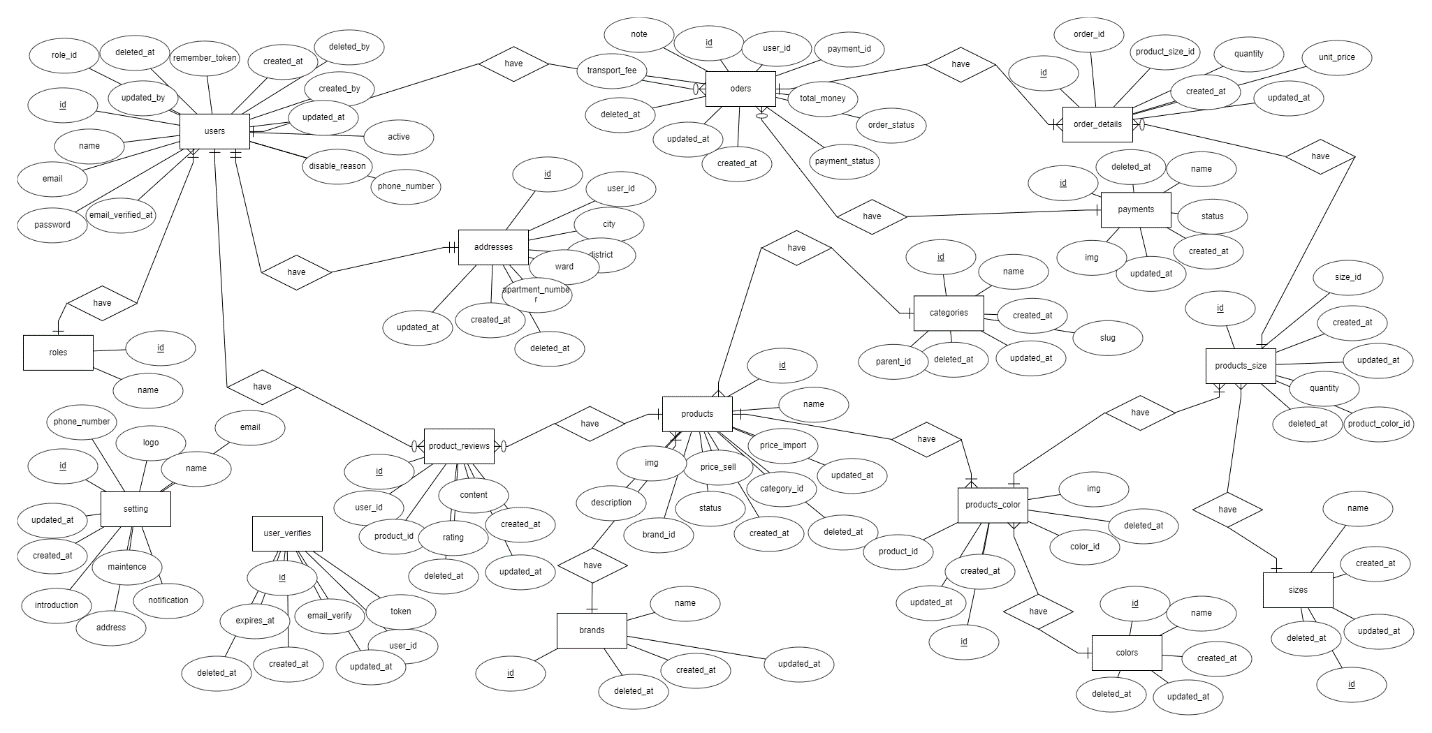 note
id
user_id
payment_id
order_id
role_id
deleted_at
remember_token
created_at
deleted_by
have
transport_fee
oders
have
id
product_size_id
quantity
unit_price
id
updated_by
created_by
updated_at
deleted_at
total_money
order_status
created_at
updated_at
users
active
updated_at
created_at
payment_status
order_details
have
name
email
disable_reason
phone_number
password
email_verified_at
id
user_id
city
district
ward
apartment_numbe
r
addresses
updated_at
created_at
deleted_at
have
have
deleted_at
id
name
payments
status
created_at
img
updated_at
have
id
name
categories
created_at
slug
parent_id
deleted_at
updated_at
size_id
id
created_at
products_size
updated_at
quantity
deleted_at
product_color_id
have
roles
id
name
have
have
id
products
name
have
have
price_import
updated_at
img
price_sell
category_id
description
status
deleted_at
brand_id
created_at
have
phone_number
logo
email
id
name
setting
updated_at
created_at
maintence
introduction
notification
address
product_reviews
id
content
user_id
created_at
product_id
rating
deleted_at
updated_at
user_verifies
id
expires_at
email_verify
token
user_id
deleted_at
created_at
updated_at
have
brands
name
id
deleted_at
created_at
updated_at
products_color
img
deleted_at
color_id
product_id
created_at
updated_at
id
have
have
id
name
colors
created_at
deleted_at
updated_at
name
created_at
sizes
deleted_at
updated_at
id